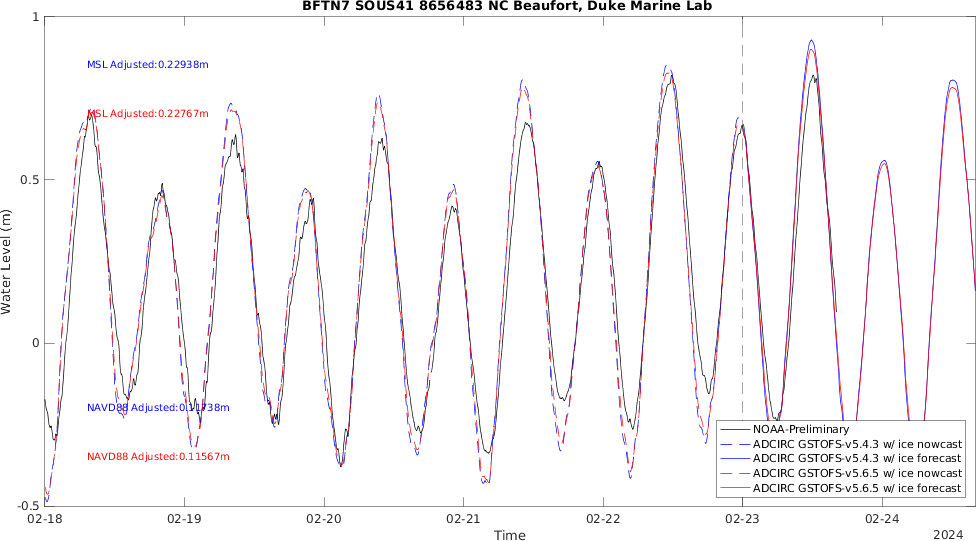 BFTN7 SOUS41 8656483 NC Beaufort, Duke Marine Lab
1
MSL Adjusted:0.22938m
MSL Adjusted:0.22767m
0.5
Water Level (m)
0
NAVD88 Adjusted:0.11738m
NAVD88 Adjusted:0.11567m
NOAA-Preliminary
ADCIRC GSTOFS-v5.4.3 w/ ice nowcast
ADCIRC GSTOFS-v5.4.3 w/ ice forecast
ADCIRC GSTOFS-v5.6.5 w/ ice nowcast
ADCIRC GSTOFS-v5.6.5 w/ ice forecast
-0.5
02-18 02-19 02-20 02-21 02-22 02-23 02-24
Time
2024